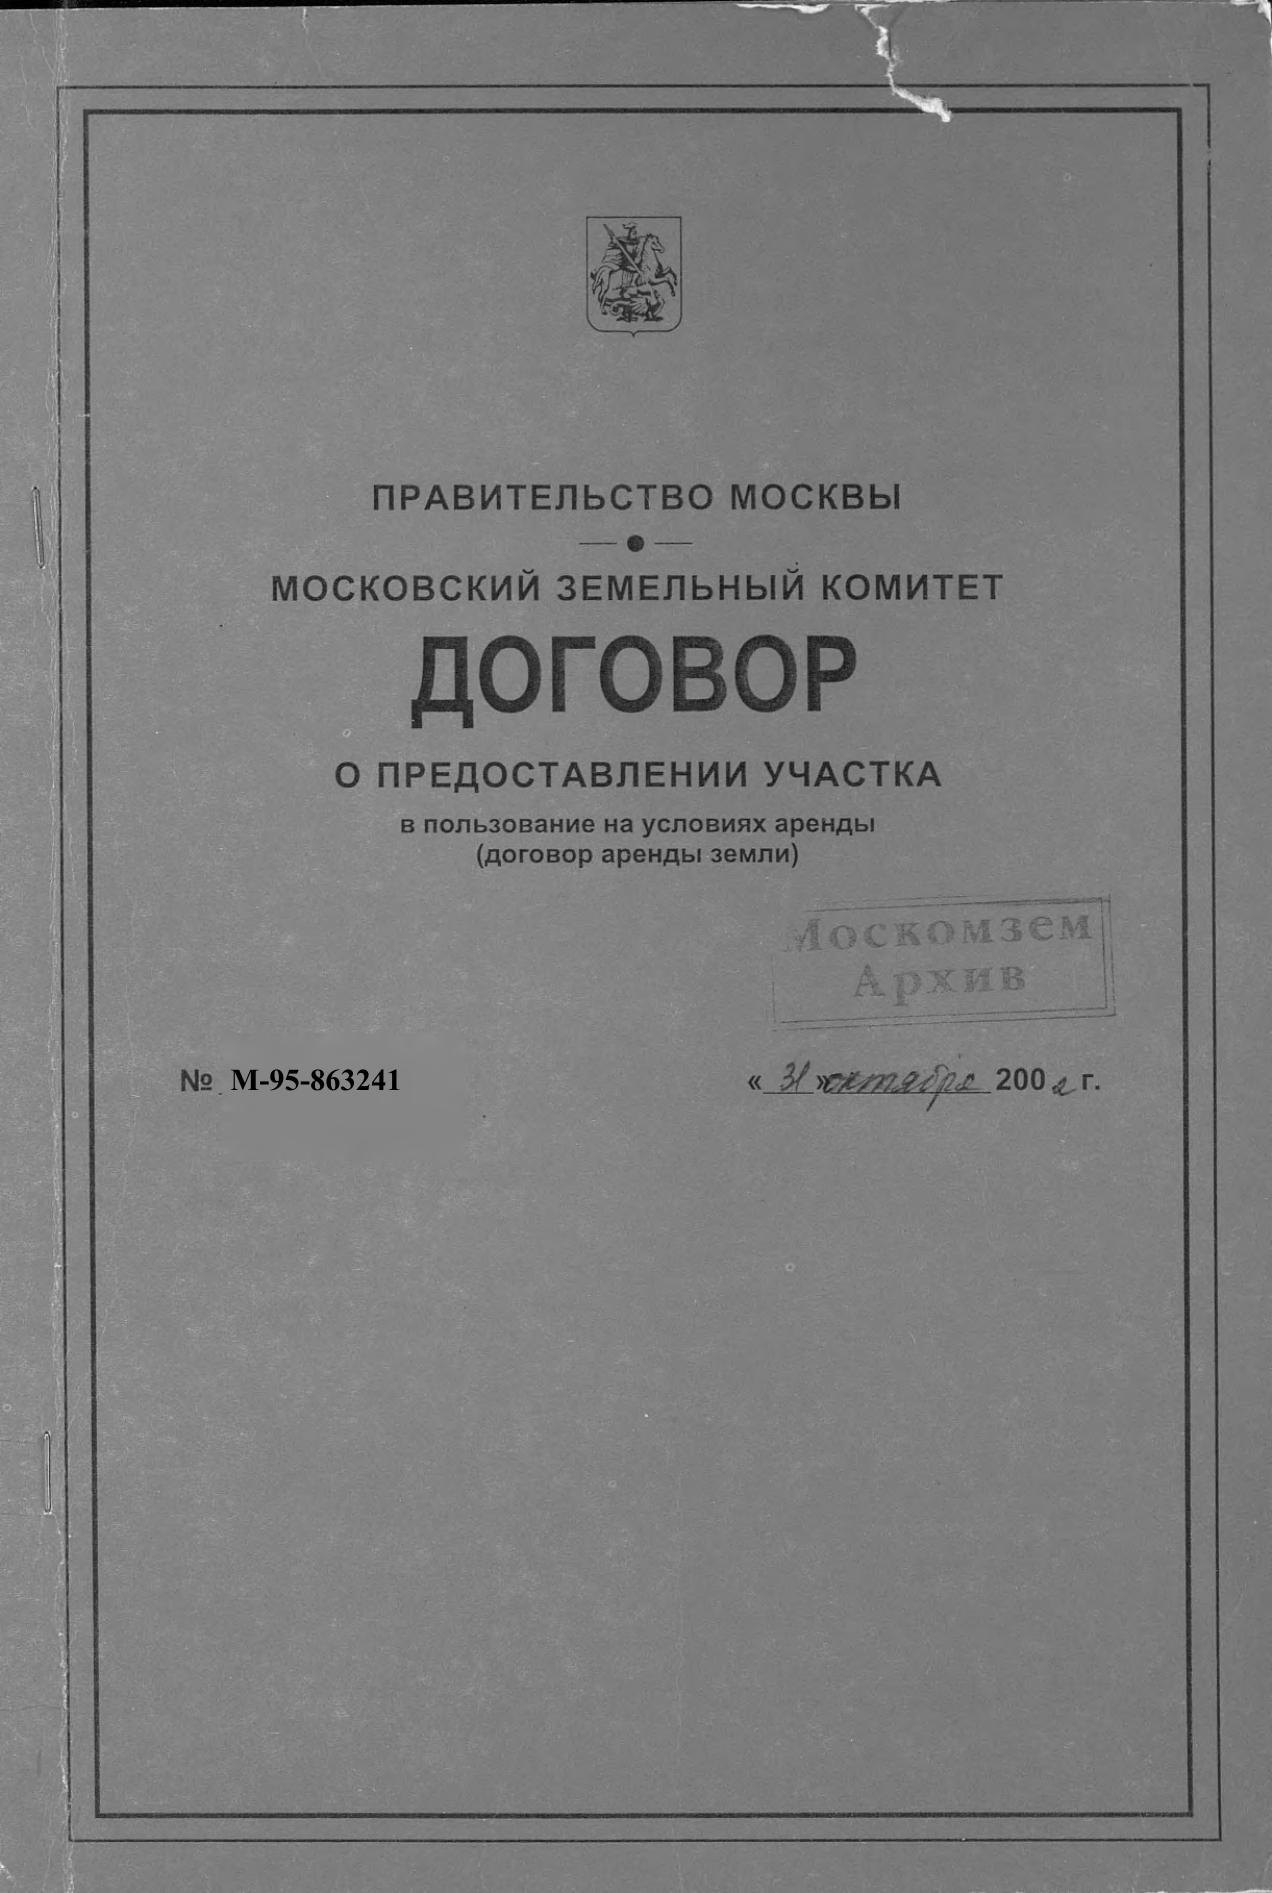 ПРАВИТЕЛЬСТВО МОСКВЫ
МОСКОВСКИЙ ЗЕМЕЛЬНЫЙ КОМИТЕТ
ДОГОВОР
О ПРЕДОСТАВЛЕНИИ УЧАСТКА
в пользование на условиях аренды
(договор аренды земли)
Москомзем
Архив
№ М-95-863241 «31» октября 2002 г.